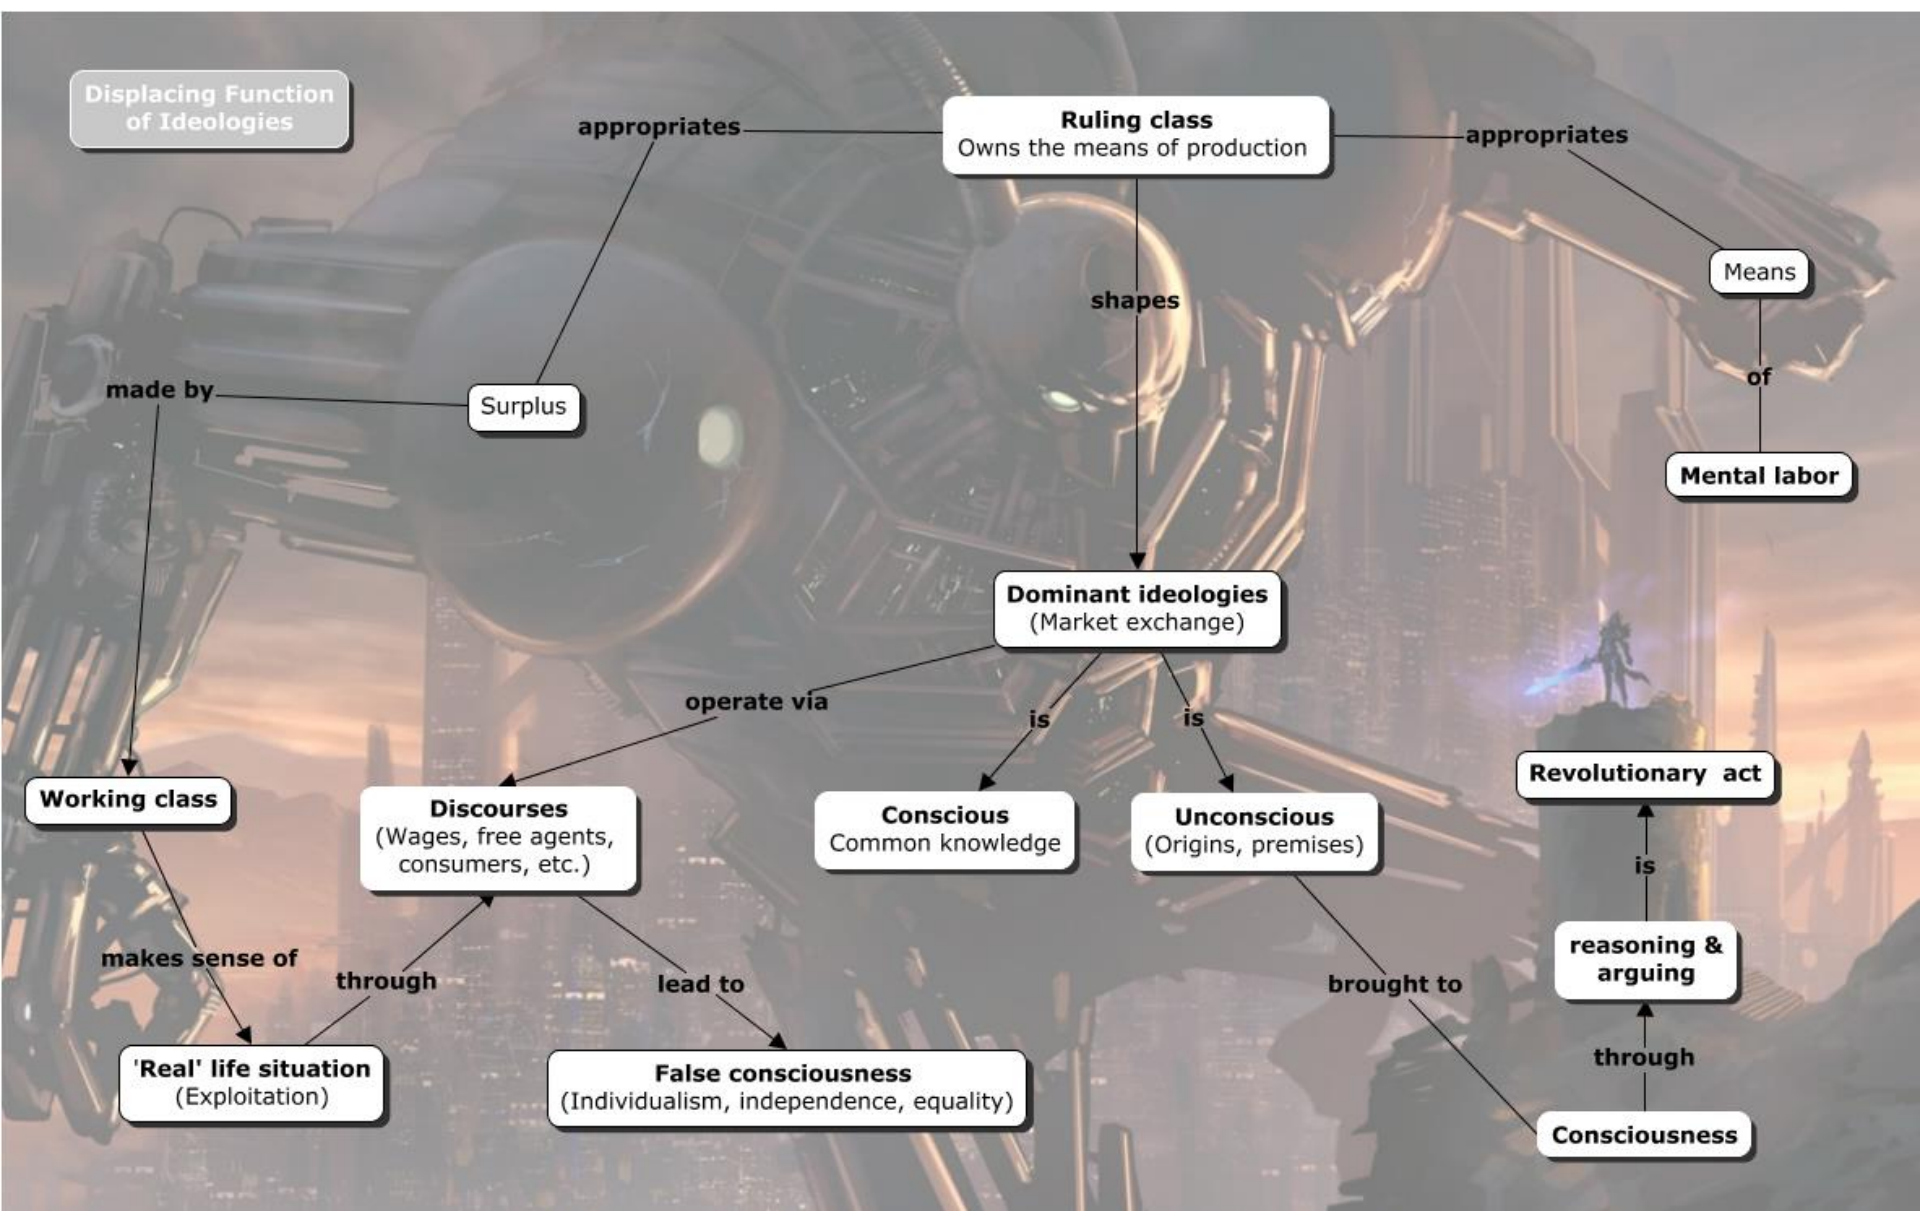 Displacing Function
of Ideologies
appropriates
Ruling class
Owns the means of production
appropriates
Means
shapes
of
made by
Surplus
Mental labor
Dominant ideologies
(Market exchange)
operate via
is
is
Working class
Discourses
(Wages, free agents,
consumers, etc.)
Conscious
Common knowledge
Unconscious
(Origins, premises)
Revolutionary act
is
reasoning &
arguing
makes sense of
through
lead to
brought to
through
'Real' life situation
(Exploitation)
False consciousness
(Individualism, independence, equality)
Consciousness